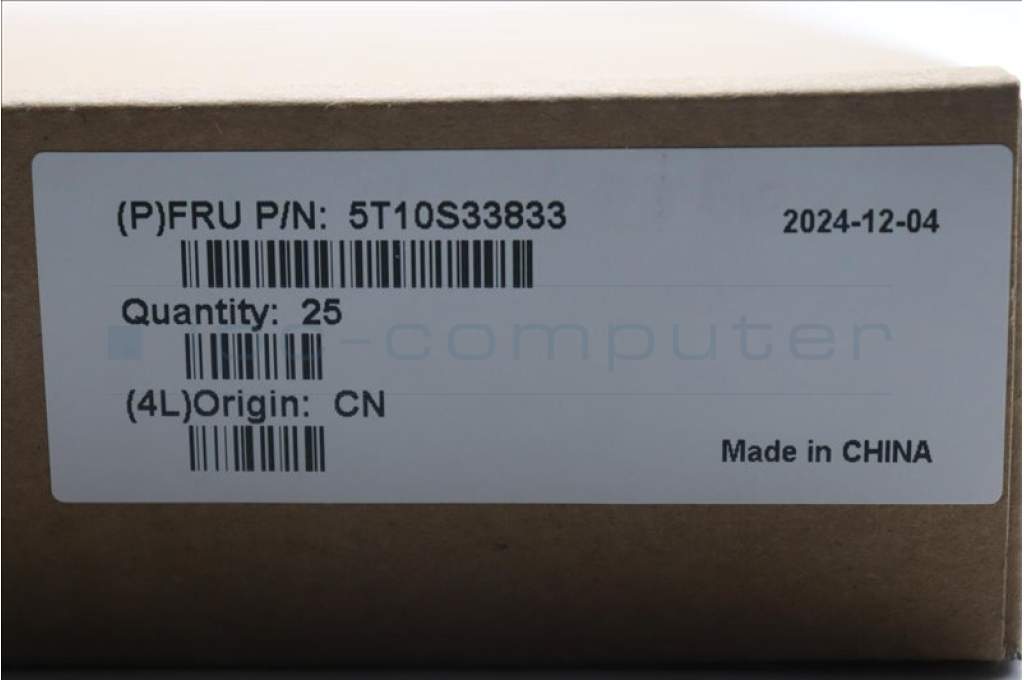 (P)FRU P/N: 5T10S33833
2024-12-04
Quantity: 25
-computer
(4L)Origin: CN
Made in CHINA